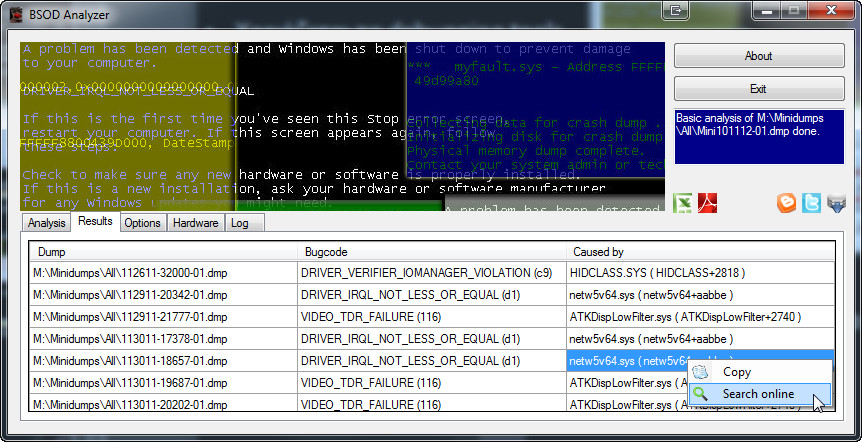 BSOD Analyzer
A problem has been detected and windows has been shut down to prevent damage
to your computer.
*** myfault.sys - Address FFFFF
49d99a80
000002,0x0000000000000000
DRIVER_IRQL_NOT_LESS_OR_EQUAL
If this is the first time you've seen this Stop error screen,
restart your computer. If this screen appears again, follow
these steps:
FFFFF8800439D000, DateStamp
Collecting data for crash dump .
Initializing disk for crash dump
Physical memory dump complete.
Contact your system admin or tech
Check to make sure any new hardware or software is properly installed.
If this is a new installation, ask your hardware or software manufacturer
for any windows updates you might need.
A problem has been detected
About
Exit
Basic analysis of M:\Minidumps
\All\Mini101112-01.dmp done.
Analysis Results Options Hardware Log
Dump Bugcode Caused by
M:\Minidumps\All\112611-32000-01.dmp DRIVER_VERIFIER_IOMANAGER_VIOLATION (c9) HIDCLASS.SYS ( HIDCLASS+2818 )
M:\Minidumps\All\112911-20342-01.dmp DRIVER_IRQL_NOT_LESS_OR_EQUAL (d1) netw5v64.sys ( netw5v64+aabbe )
M:\Minidumps\All\112911-21777-01.dmp VIDEO_TDR_FAILURE (116) ATKDispLowFilter.sys ( ATKDispLowFilter+2740 )
M:\Minidumps\All\113011-17378-01.dmp DRIVER_IRQL_NOT_LESS_OR_EQUAL (d1) netw5v64.sys ( netw5v64+aabbe )
M:\Minidumps\All\113011-18657-01.dmp DRIVER_IRQL_NOT_LESS_OR_EQUAL (d1) netw5v64.sys ( netw5v64+aabbe )
M:\Minidumps\All\113011-19687-01.dmp VIDEO_TDR_FAILURE (116) ATKDispLowFilter.sys ( A
M:\Minidumps\All\113011-20202-01.dmp VIDEO_TDR_FAILURE (116) ATKDispLowFilter.sys ( A
Copy
Search online